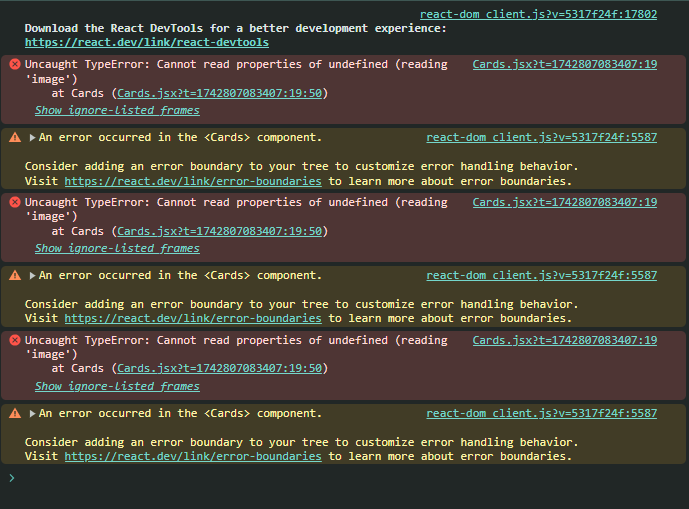 react-dom client.js?v=5317f24f:17802
Download the React DevTools for a better development experience:
https://react.dev/link/react-devtools
Uncaught TypeError: Cannot read properties of undefined (reading Cards.jsx?t=1742807083407:19
'image')
at Cards (Cards.jsx?t=1742807083407:19:50)
Show ignore-listed frames
An error occurred in the <Cards> component. react-dom client.js?v=5317f24f:5587
Consider adding an error boundary to your tree to customize error handling behavior.
Visit https://react.dev/link/error-boundaries to learn more about error boundaries.
Uncaught TypeError: Cannot read properties of undefined (reading Cards.jsx?t=1742807083407:19
'image')
at Cards (Cards.jsx?t=1742807083407:19:50)
Show ignore-listed frames
An error occurred in the <Cards> component. react-dom client.js?v=5317f24f:5587
Consider adding an error boundary to your tree to customize error handling behavior.
Visit https://react.dev/link/error-boundaries to learn more about error boundaries.
Uncaught TypeError: Cannot read properties of undefined (reading Cards.jsx?t=1742807083407:19
'image')
at Cards (Cards.jsx?t=1742807083407:19:50)
Show ignore-listed frames
An error occurred in the <Cards> component. react-dom client.js?v=5317f24f:5587
Consider adding an error boundary to your tree to customize error handling behavior.
Visit https://react.dev/link/error-boundaries to learn more about error boundaries.